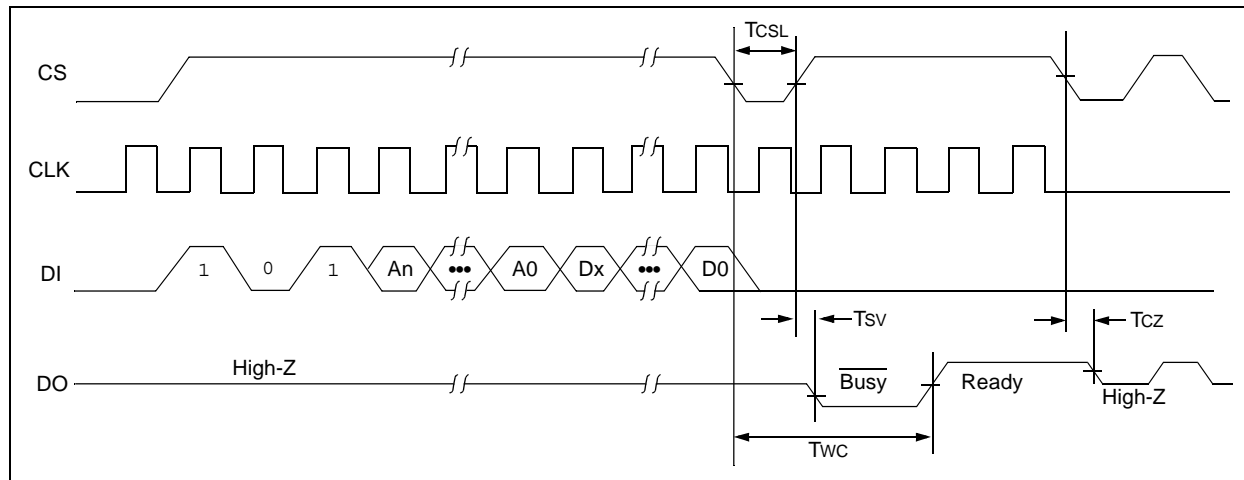 TCSL
CS
CLK
DI 1 0 1 An ••• A0 Dx ••• D0
TSV TCZ
DO High-Z Busy Ready High-Z
TWC